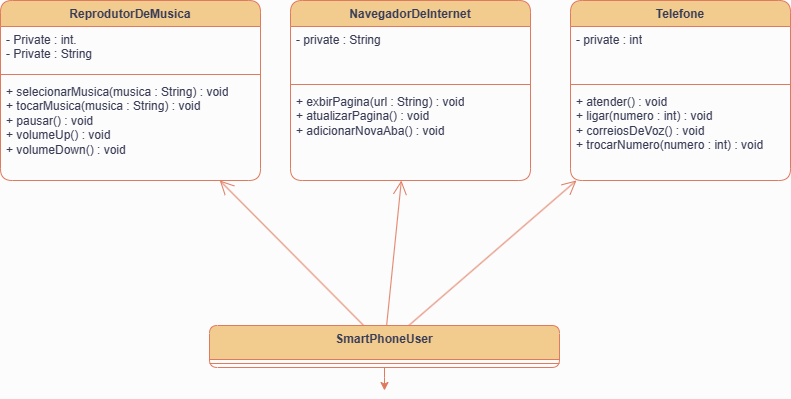 ReprodutorDeMusica
- Private : int.
- Private : String
+ selecionarMusica(musica : String) : void
+ tocarMusica(musica : String) : void
+ pausar() : void
+ volumeUp() : void
+ volumeDown() : void
NavegadorDeInternet
- private : String
+ exbirPagina(url : String) : void
+ atualizarPagina() : void
+ adicionarNovaAba() : void
Telefone
- private : int
+ atender() : void
+ ligar(numero : int) : void
+ correiosDeVoz() : void
+ trocarNumero(numero : int) : void
SmartPhoneUser